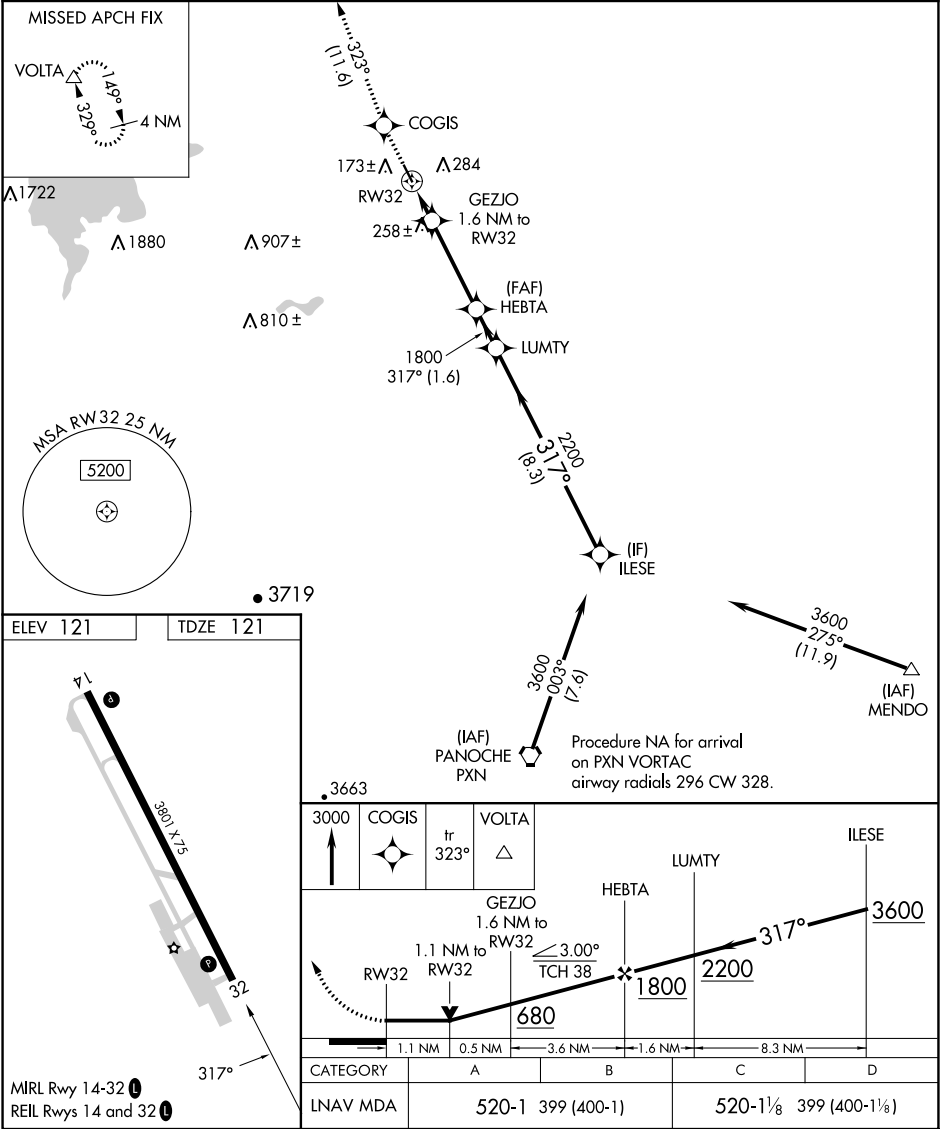 MISSED APCH FIX
VOLTA
149°
329°
4 NM
323°
(11.6)
COGIS
173±
284
RW32
GEZJO
1.6 NM to
RW32
258±
1722
1880
907±
810±
(FAF)
HEBTA
LUMTY
1800
317° (1.6)
2200
317°
(8.3)
MSA RW32 25 NM
5200
(IF)
ILESE
3719
3600
275°
(11.9)
(IAF)
MENDO
3600
003°
(7.6)
(IAF)
PANOCHE
PXN
Procedure NA for arrival
on PXN VORTAC
airway radials 296 CW 328.
3663
ELEV 121
TDZE 121
14
P
3801 X 75
P
32
317°
MIRL Rwy 14-32 L
REIL Rwys 14 and 32 L
3000
COGIS
tr
323°
VOLTA
ILESE
LUMTY
HEBTA
GEZJO
1.6 NM to
RW32
1.1 NM to
RW32
RW32
3.00°
TCH 38
317°
3600
2200
1800
680
1.1 NM
0.5 NM
3.6 NM
1.6 NM
8.3 NM
CATEGORY A B C D
LNAV MDA 520-1 399 (400-1) 520-1⅛ 399 (400-1⅛)